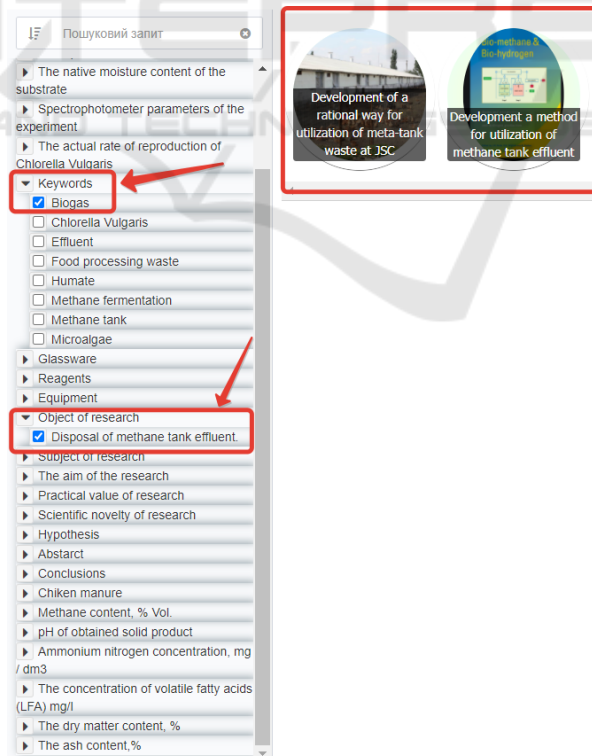 Пошуковий запит
The native moisture content of the
substrate
Spectrophotometer parameters of the
experiment
The actual rate of reproduction of
Chlorella Vulgaris
Keywords
Biogas
Chlorella Vulgaris
Effluent
Food processing waste
Humate
Methane fermentation
Methane tank
Microalgae
Glassware
Reagents
Equipment
Object of research
Disposal of methane tank effluent.
Subject of research
The aim of the research
Practical value of research
Scientific novelty of research
Hypothesis
Abstarct
Conclusions
Chiken manure
Methane content, % Vol.
pH of obtained solid product
Ammonium nitrogen concentration, mg
/ dm3
The concentration of volatile fatty acids
(LFA) mg/l
The dry matter content, %
The ash content,%
Development of a
rational way for
utilization of meta-tank
waste at JSC
Bio-methane &
Bio-hydrogen
Development a method
for utilization of
methane tank effluent